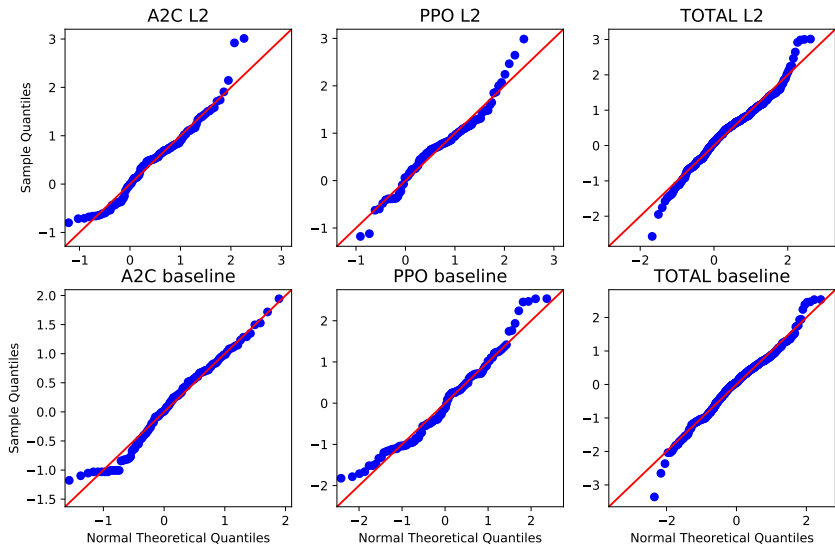 A2C L2
PPO L2
TOTAL L2
Sample Quantiles
3
2
1
0
−1
−1 0 1 2 3
3
2
1
0
−1
−1 0 1 2 3 4
3
2
1
0
−1
−2
−2 0 2
A2C baseline
PPO baseline
TOTAL baseline
Sample Quantiles
2.0
1.5
1.0
0.5
0.0
−0.5
−1.0
−1.5
−1 0 1 2
Normal Theoretical Quantiles
2
1
0
−1
−2
−2 −1 0 1 2
Normal Theoretical Quantiles
2
1
0
−1
−2
−3
−2 0 2
Normal Theoretical Quantiles